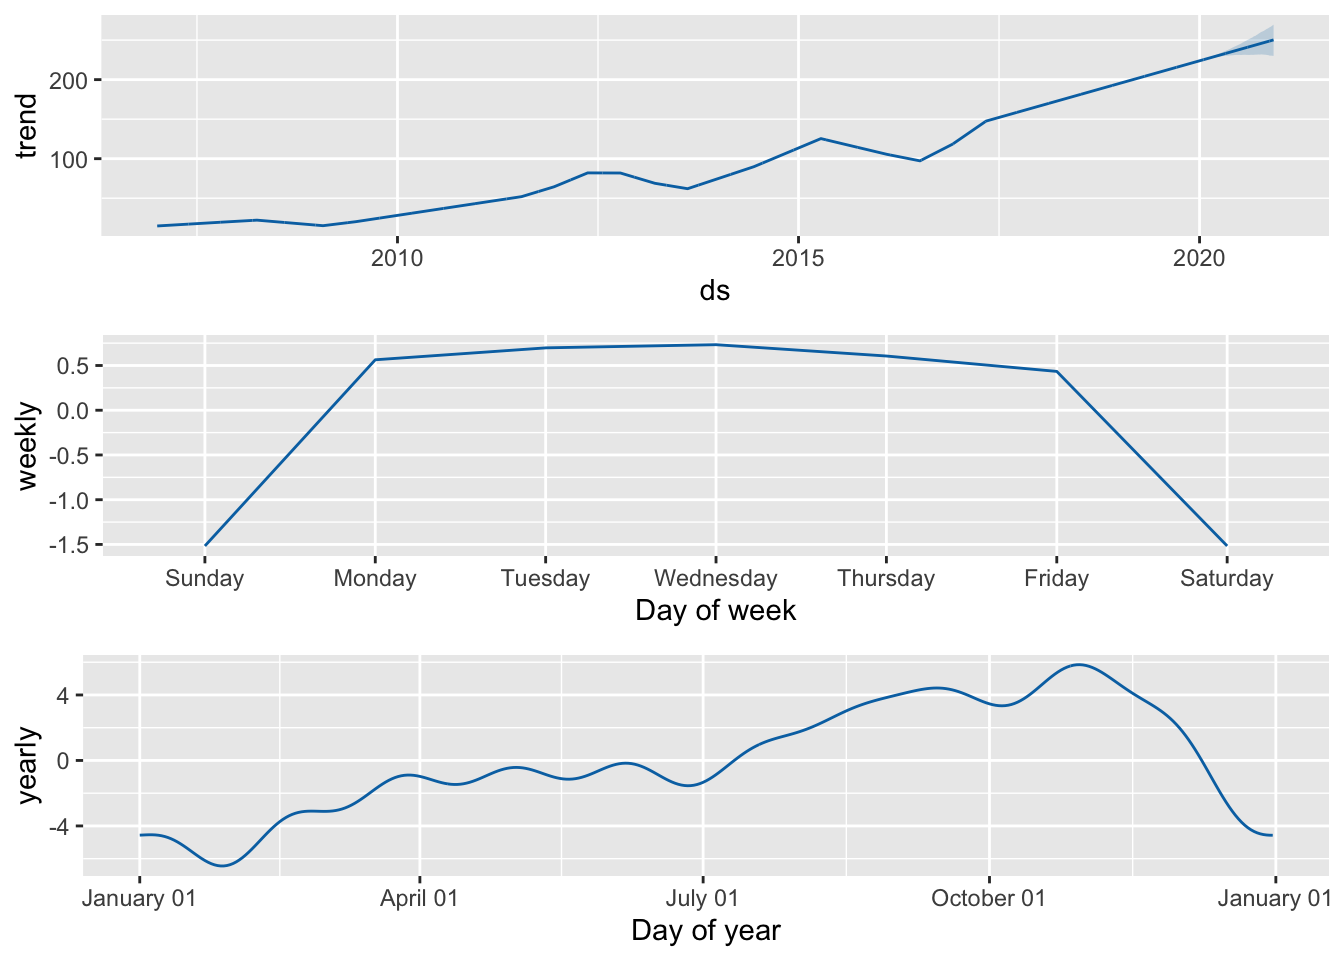 trend
200
100
2010 2015 2020
ds
weekly
0.5
0.0
-0.5
-1.0
-1.5
Sunday Monday Tuesday Wednesday Thursday Friday Saturday
Day of week
yearly
4
0
-4
January 01 April 01 July 01 October 01 January 01
Day of year